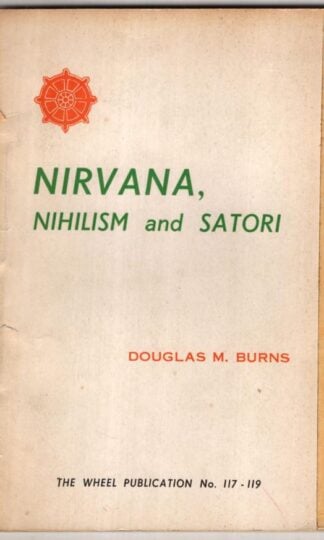 NIRVANA,
NIHILISM and SATORI
DOUGLAS M. BURNS
THE WHEEL PUBLICATION No. 117 - 119